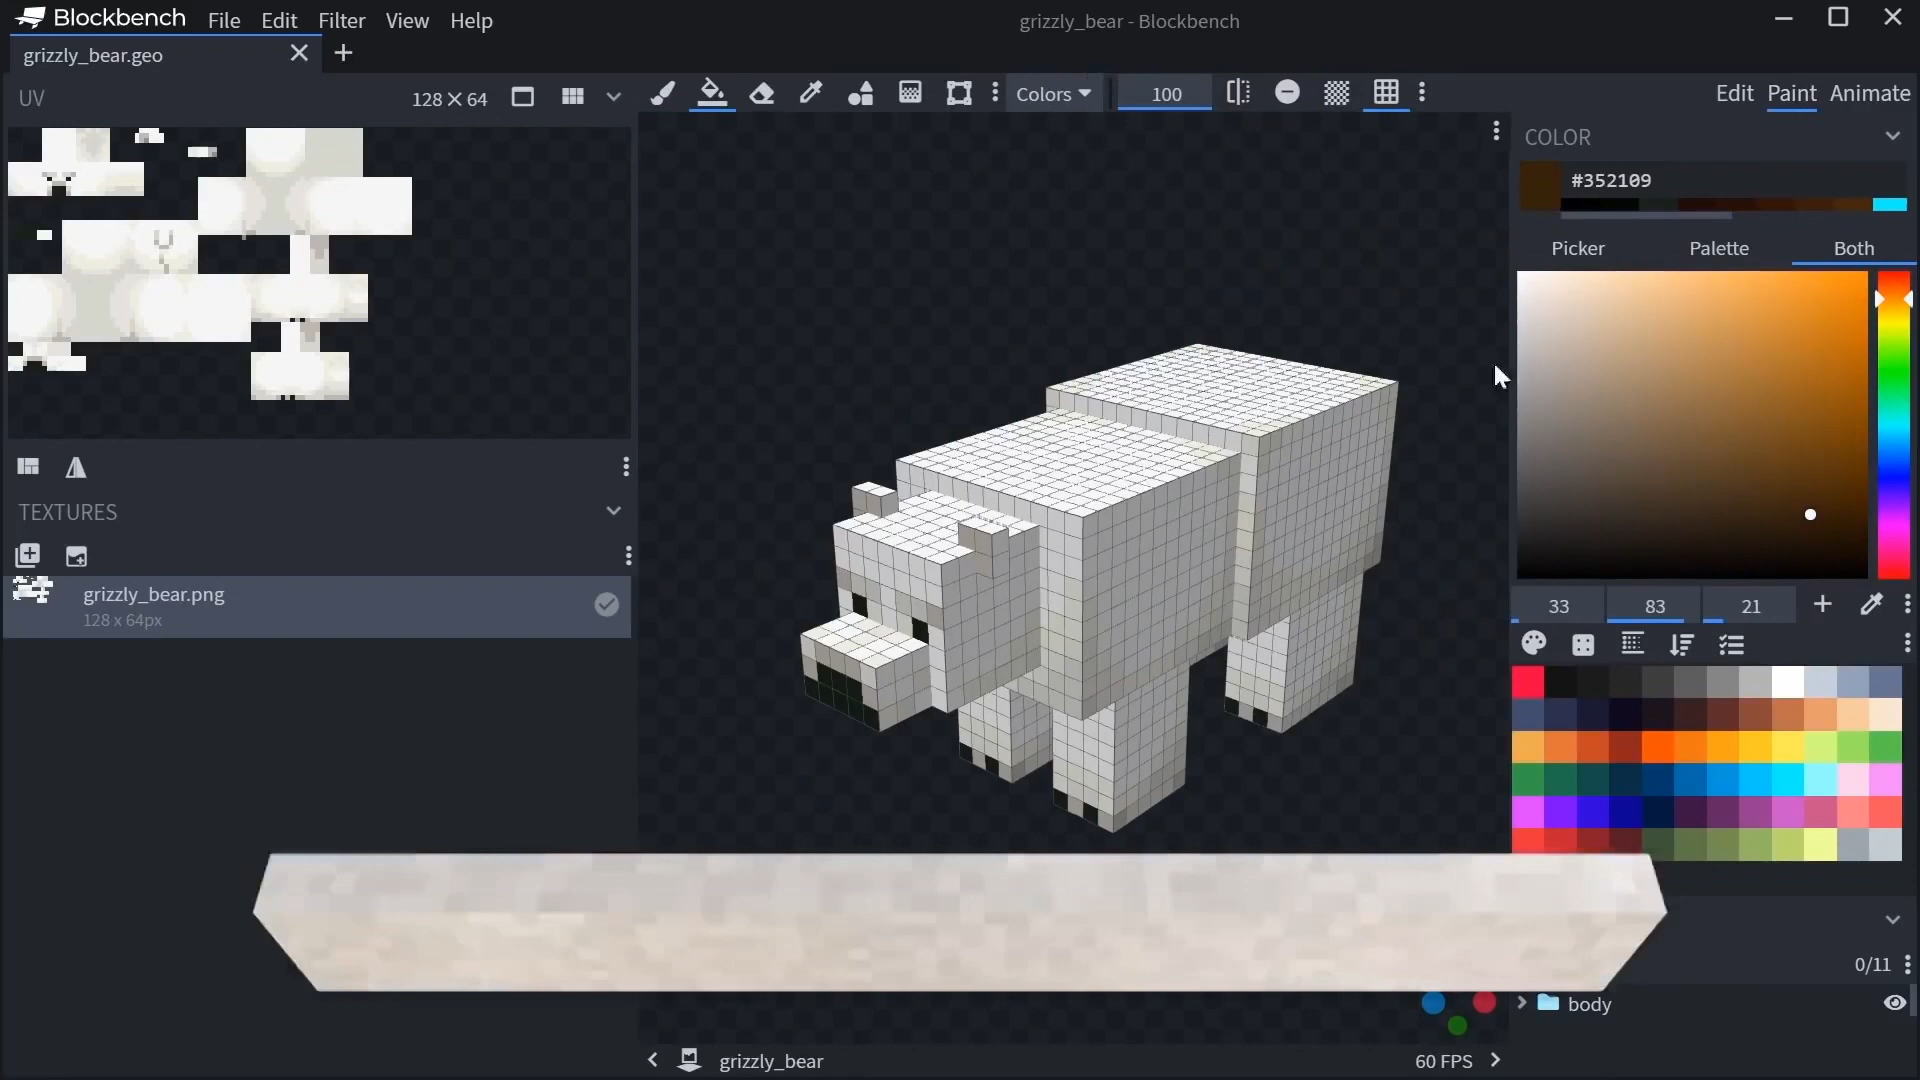 Blockbench File Edit Filter View Help
grizzly_bear - Blockbench
grizzly_bear.geo
UV
128 × 64
Colors
100
Edit Paint Animate
COLOR
#352109
Picker Palette Both
33 83 21
TEXTURES
grizzly_bear.png
128 x 64px
0/11
body
grizzly_bear
60 FPS